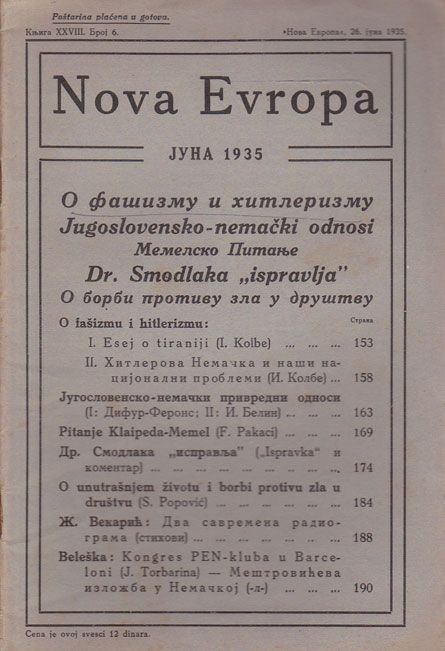 Poštarina plaćena u gotovu.
Књига XXVIII. Број 6.
»Нова Европа«, 26. јуна 1935.
Nova Evropa
ЈУНА 1935
О фашизму и хитлеризму
Jugoslovensko-nemački odnosi
Мемелско Питање
Dr. Smodlaka „ispravlja"
О борби противу зла у друштву
O fašizmu i hitlerizmu:
Страна
I. Esej o tiraniji (I. Kolbe) ... ... ... ... 153
II. Хитлерова Немачка и наши на-
цијонални проблеми (И. Колбе) ... 158
Југословенско-немачки привредни односи
(I: Дифур-Феронс; II: И. Белин) ... ... ... 163
Pitanje Klaipeda-Memel (F. Pakaci) ... ... ... 169
Др. Смодлака „исправља" („Ispravka" и
коментар) ... ... ... ... ... ... ... ... 174
O unutrašnjem životu i borbi protivu zla u
društvu (S. Popović) ... ... ... ... ... 184
Ж. Векарић: Два савремена радио-
грама (стихови) ... ... ... ... ... ... 188
Beleška: Kongres PEN-kluba u Barce-
loni (J. Torbarina) — Мештровићева
изложба у Немачкој (-л-) ... ... ... 190
Cena je ovoj svesci 12 dinara.